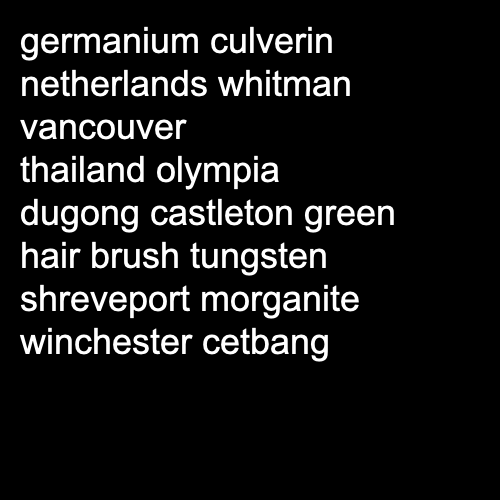 germanium culverin
netherlands whitman
vancouver
thailand olympia
dugong castleton green
hair brush tungsten
shreveport morganite
winchester cetbang